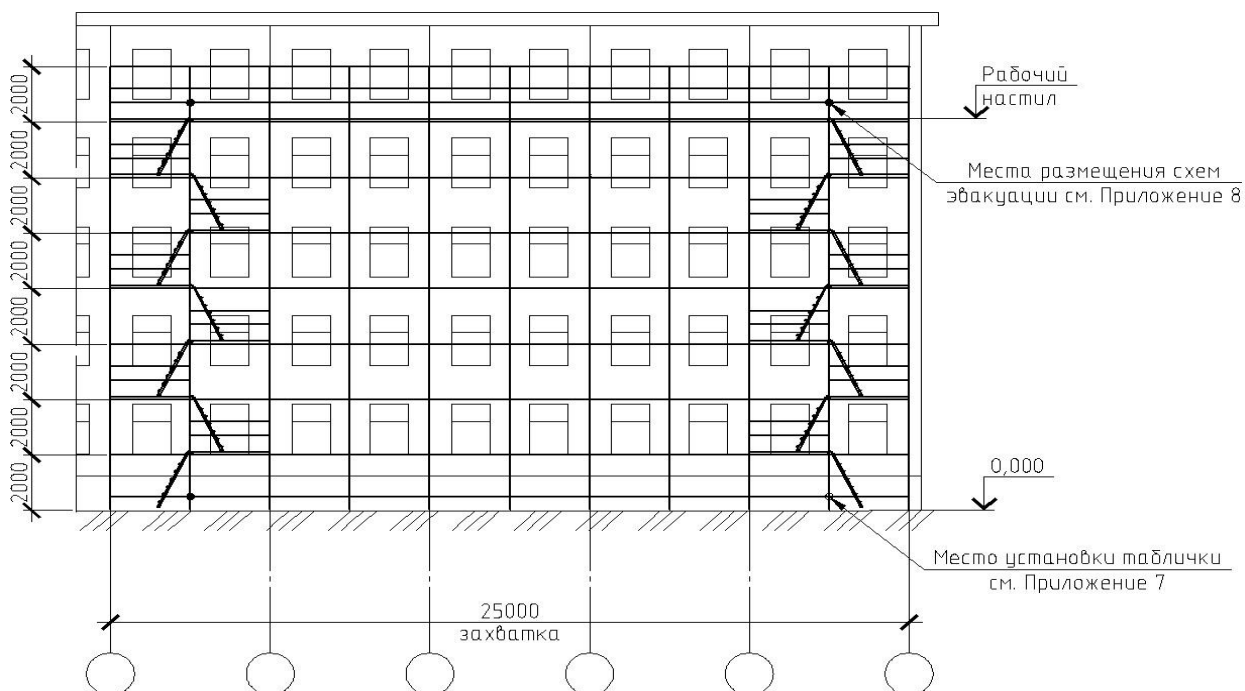 Рабочий
настил
Места размещения схем
эвакуации см. Приложение 8
2000
2000
2000
2000
2000
2000
2000
2000
0,000
Место установки таблички
см. Приложение 7
25000
захватка